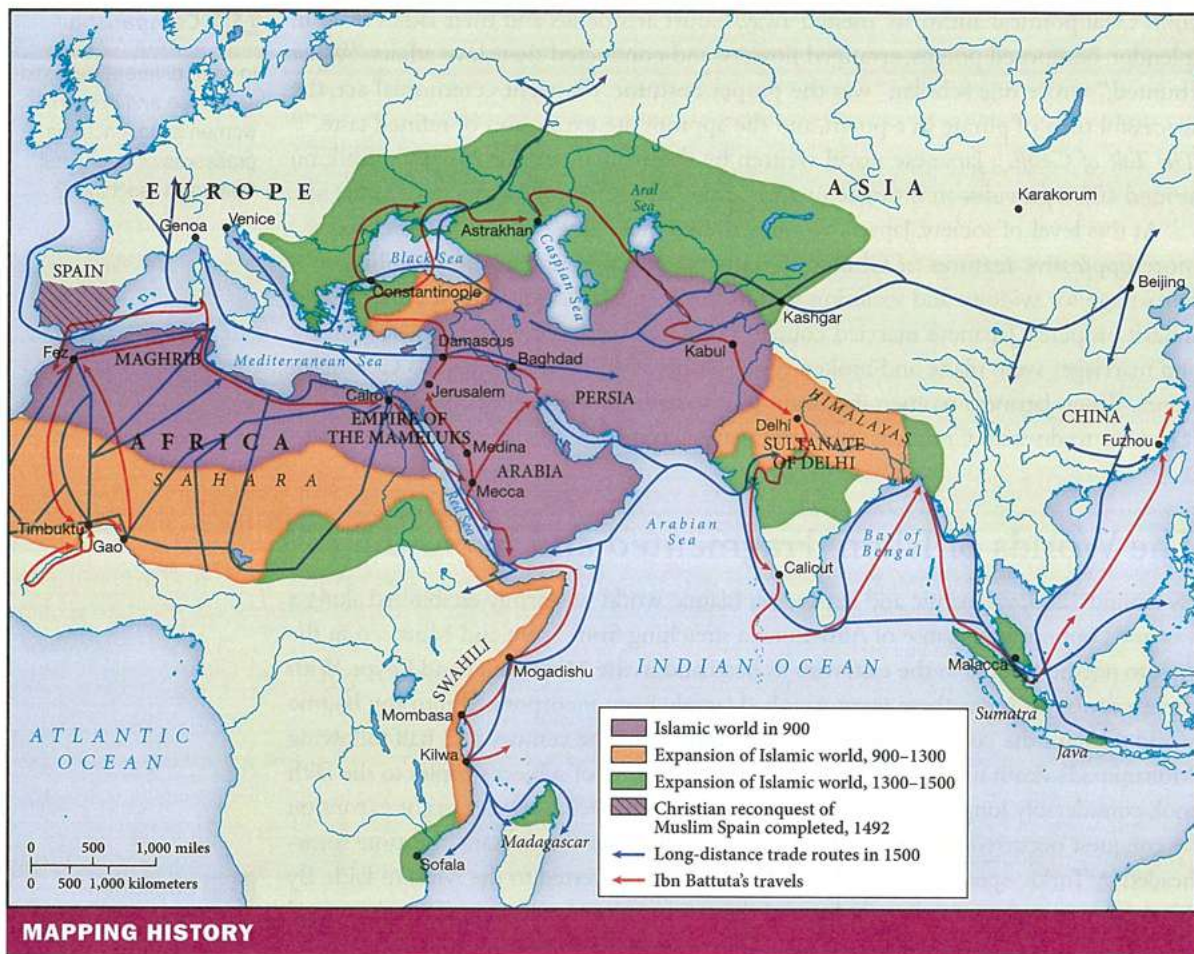 EUROPE
ASIA
Aral
Sea
Karakorum
Genoa
Venice
Astrakhan
Caspian Sea
SPAIN
Black Sea
Constantinople
Beijing
Kashgar
Fez
MAGHRIB
Mediterranean Sea
Damascus
Baghdad
Kabul
Jerusalem
Cairo
EMPIRE OF
THE MAMELUKS
PERSIA
HIMALAYAS
CHINA
AFRICA
Medina
Delhi
SULTANATE
OF DELHI
Fuzhou
SAHARA
ARABIA
Mecca
Red Sea
Timbuktu
Gao
Arabian
Sea
Bay of
Bengal
Calicut
SWAHILI
Mogadishu
INDIAN OCEAN
Malacca
Mombasa
Sumatra
ATLANTIC
OCEAN
Kilwa
Java
Madagascar
Sofala
Islamic world in 900
Expansion of Islamic world, 900–1300
Expansion of Islamic world, 1300–1500
Christian reconquest of
Muslim Spain completed, 1492
Long-distance trade routes in 1500
Ibn Battuta's travels
0 500 1,000 miles
0 500 1,000 kilometers
MAPPING HISTORY